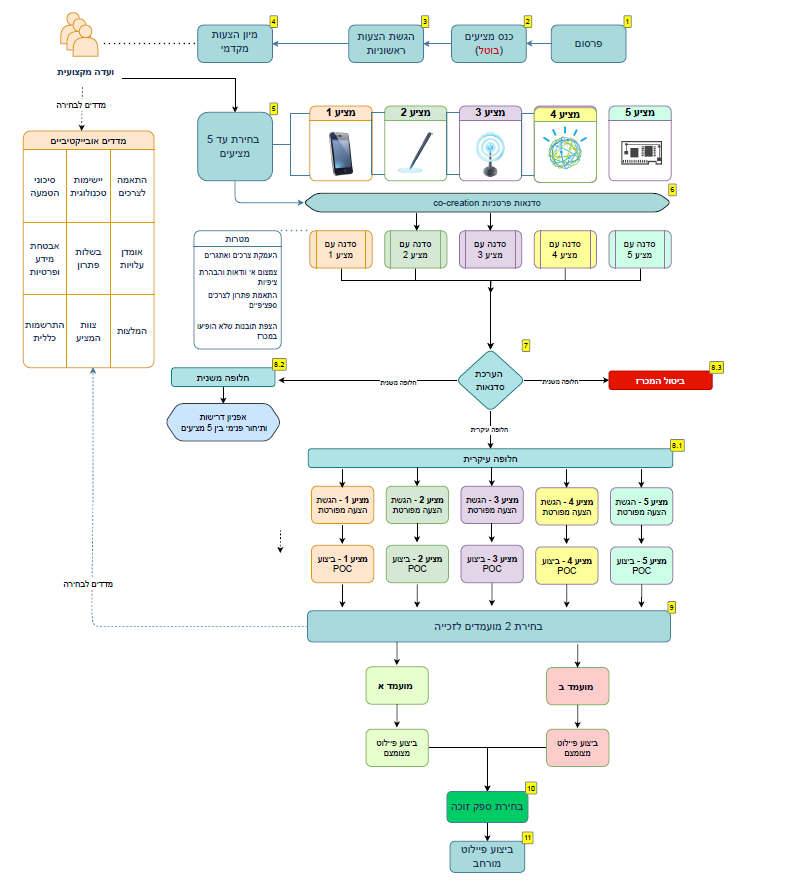 1
פרסום
2
כנס מציעים
(בוטל)
3
הגשת הצעות
ראשוניות
4
מיון הצעות
מקדמי
ועדה מקצועית
מדדים לבחירה
מדדים אובייקטיביים
התאמה
לצרכים
יישימות
טכנולוגית
סיכוני
הטמעה
אומדן
עלויות
בשלות
פתרון
אבטחת
מידע
ופרטיות
המלצות
צוות
המציע
התרשמות
כללית
5
בחירת עד 5
מציעים
מציע 1
מציע 2
מציע 3
מציע 4
מציע 5
6
סדנאות פרטניות co-creation
מטרות
העמקת צרכים ואתגרים
צמצום אי וודאות והבהרת
ציפיות
התאמת פתרון לצרכים
ספציפיים
הצפת תובנות שלא הופיעו
במכרז
סדנה עם
מציע 1
סדנה עם
מציע 2
סדנה עם
מציע 3
סדנה עם
מציע 4
סדנה עם
מציע 5
7
הערכת
סדנאות
חלופה משנית
8.2
חלופה משנית
אפניון דרישות
ותיחור פנימי בין 5 מציעים
חלופה משנית
8.3
ביטול המכרז
חלופה עיקרית
8.1
חלופה עיקרית
מציע 1 - הגשת
הצעה מפורטת
מציע 2 - הגשת
הצעה מפורטת
מציע 3 - הגשת
הצעה מפורטת
מציע 4 - הגשת
הצעה מפורטת
מציע 5 - הגשת
הצעה מפורטת
מציע 1 - ביצוע
POC
מציע 2 - ביצוע
POC
מציע 3 - ביצוע
POC
מציע 4 - ביצוע
POC
מציע 5 - ביצוע
POC
מדדים לבחירה
9
בחירת 2 מועמדים לזכייה
מועמד א
מועמד ב
ביצוע פיילוט
מצומצם
ביצוע פיילוט
מצומצם
10
בחירת ספק זוכה
11
ביצוע פיילוט
מורחב